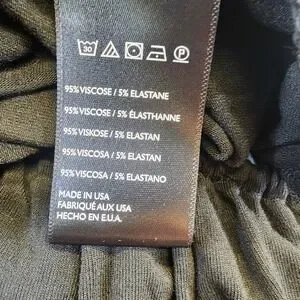 30 P
95% VISCOSE / 5% ELASTANE
95% VISCOSE / 5% ÉLASTHANNE
95% VISKOSE / 5% ELASTAN
95% VISCOSA / 5% ELASTAN
95% VISCOSA / 5% ELASTANO
MADE IN USA
FABRIQUÉ AUX USA
HECHO EN E.U.A.